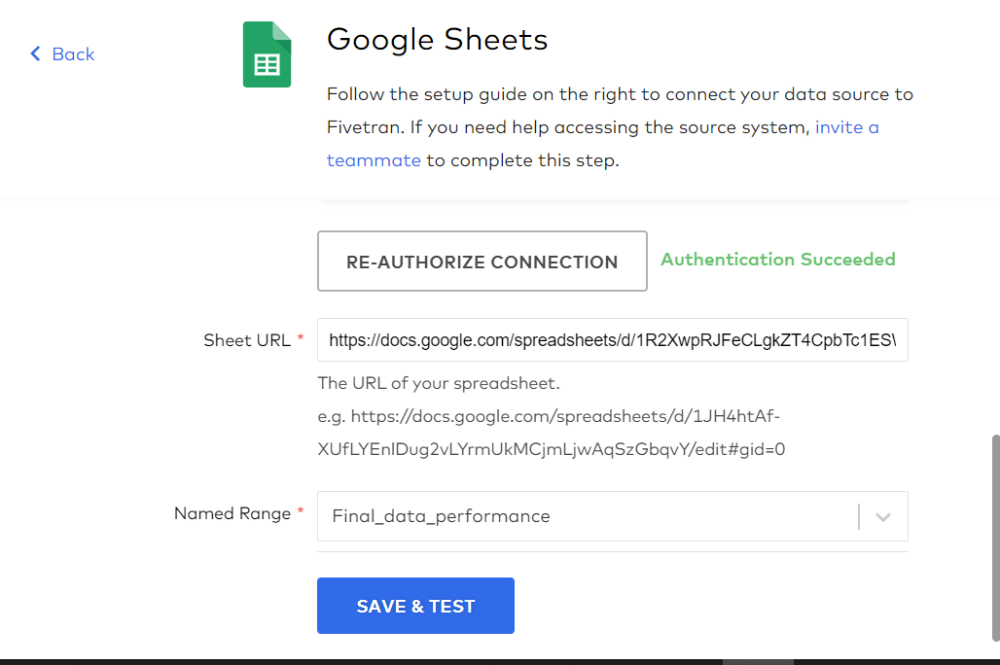 Back
Google Sheets
Follow the setup guide on the right to connect your data source to
Fivetran. If you need help accessing the source system, invite a
teammate to complete this step.
RE-AUTHORIZE CONNECTION
Authentication Succeeded
Sheet URL *
https://docs.google.com/spreadsheets/d/1R2XwpRJFeCLgkZT4CpbTc1ES\
The URL of your spreadsheet.
e.g. https://docs.google.com/spreadsheets/d/1JH4htAf-
XUfLYEnlDug2vLYrmUkMCjmLjwAqSzGbqvY/edit#gid=0
Named Range *
Final_data_performance
SAVE & TEST